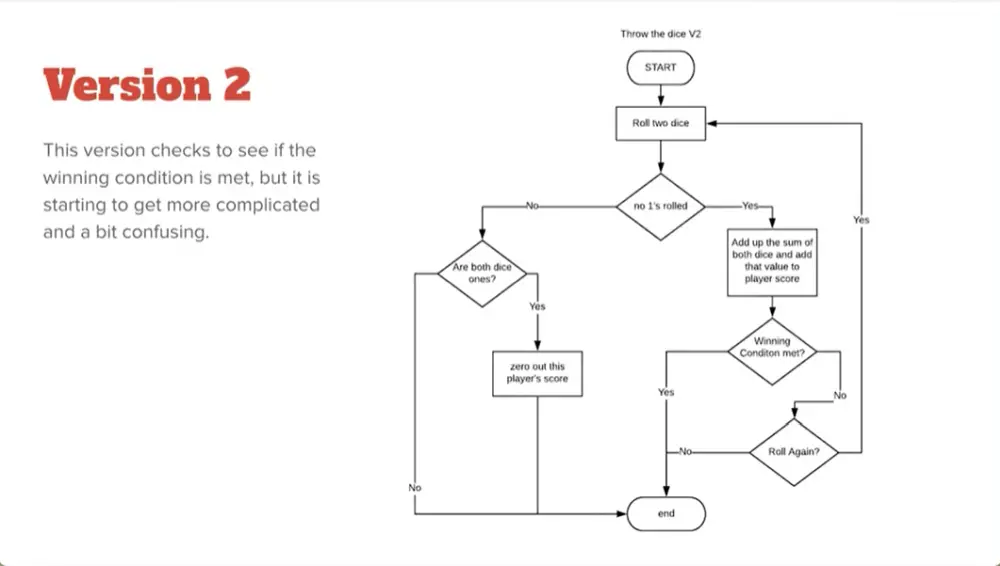 Version 2
This version checks to see if the
winning condition is met, but it is
starting to get more complicated
and a bit confusing.
Throw the dice V2
START
Roll two dice
no 1's rolled
No
Yes
Yes
Add up the sum of
both dice and add
that value to
player score
Are both dice
ones?
Yes
Winning
Conditon met?
zero out this
player's score
Yes
No
Roll Again?
No
No
end